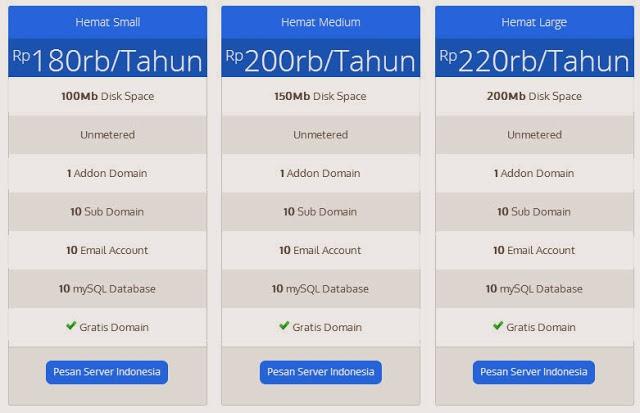 Hemat Small
Rp180rb/Tahun
100Mb Disk Space
Unmetered
1 Addon Domain
10 Sub Domain
10 Email Account
10 mySQL Database
Gratis Domain
Pesan Server Indonesia
Hemat Medium
Rp200rb/Tahun
150Mb Disk Space
Unmetered
1 Addon Domain
10 Sub Domain
10 Email Account
10 mySQL Database
Gratis Domain
Pesan Server Indonesia
Hemat Large
Rp220rb/Tahun
200Mb Disk Space
Unmetered
1 Addon Domain
10 Sub Domain
10 Email Account
10 mySQL Database
Gratis Domain
Pesan Server Indonesia